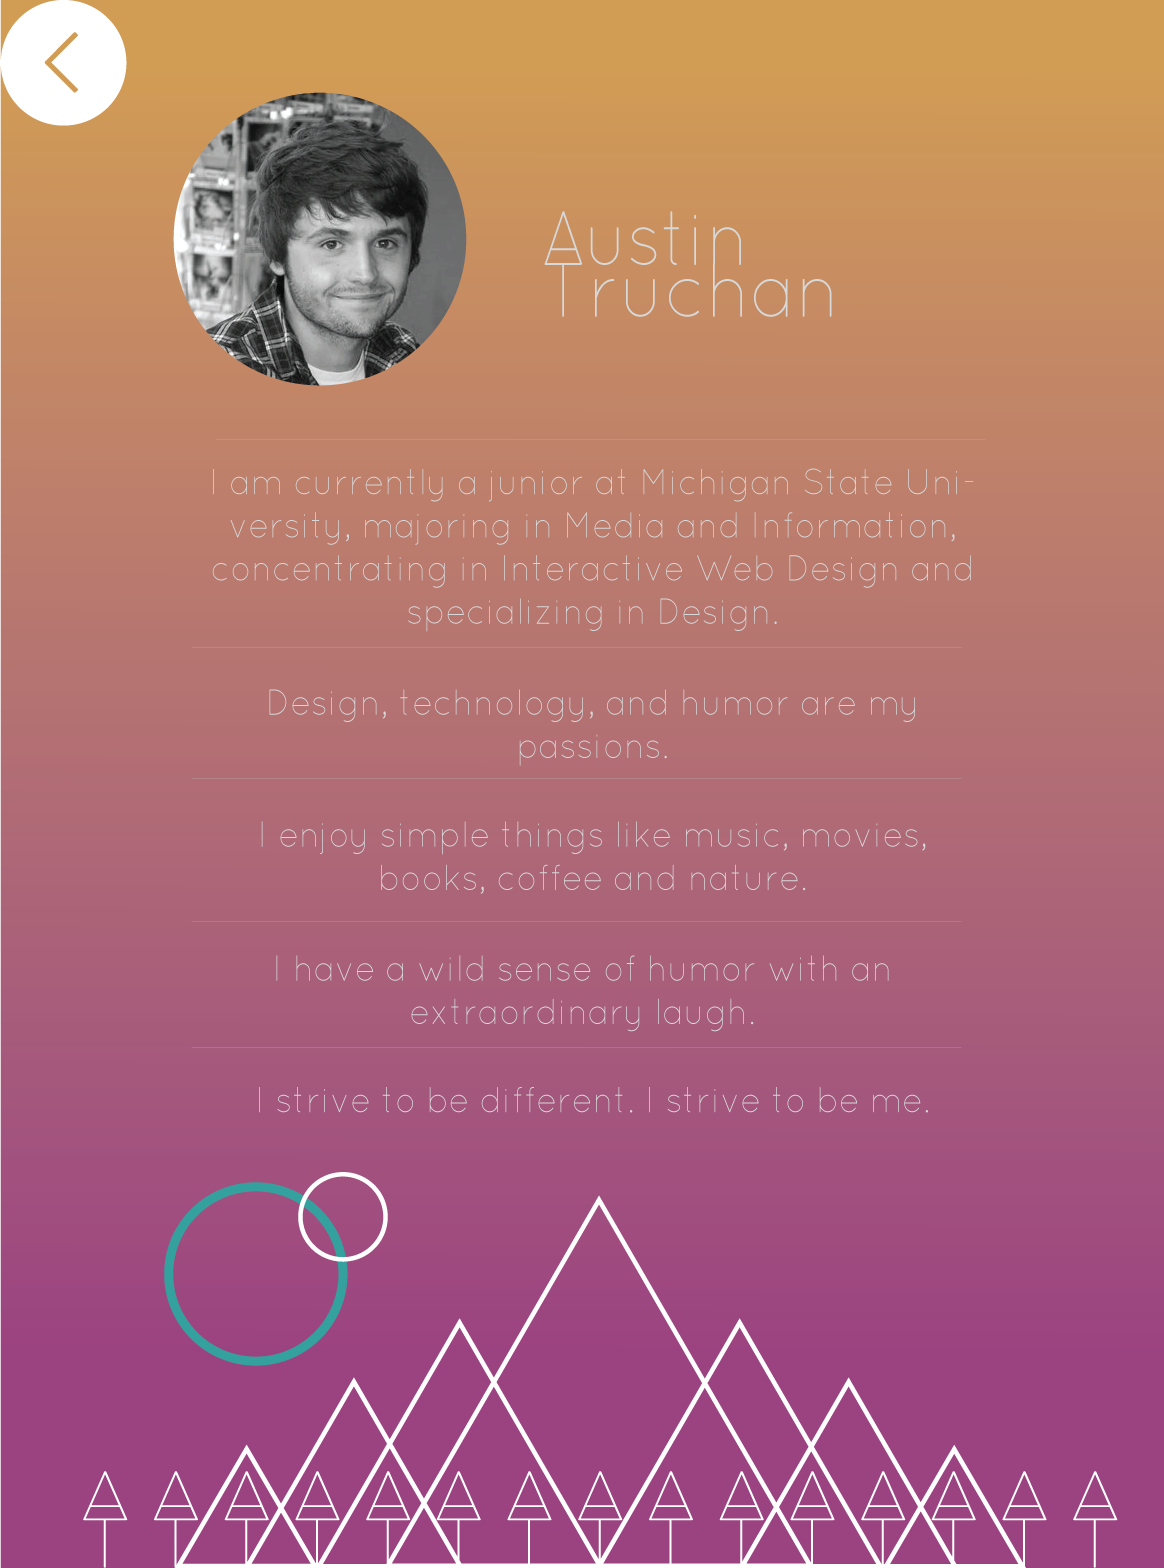 Austin
Truchan
I am currently a junior at Michigan State Uni-
versity, majoring in Media and Information,
concentrating in Interactive Web Design and
specializing in Design.
Design, technology, and humor are my
passions.
I enjoy simple things like music, movies,
books, coffee and nature.
I have a wild sense of humor with an
extraordinary laugh.
I strive to be different. I strive to be me.